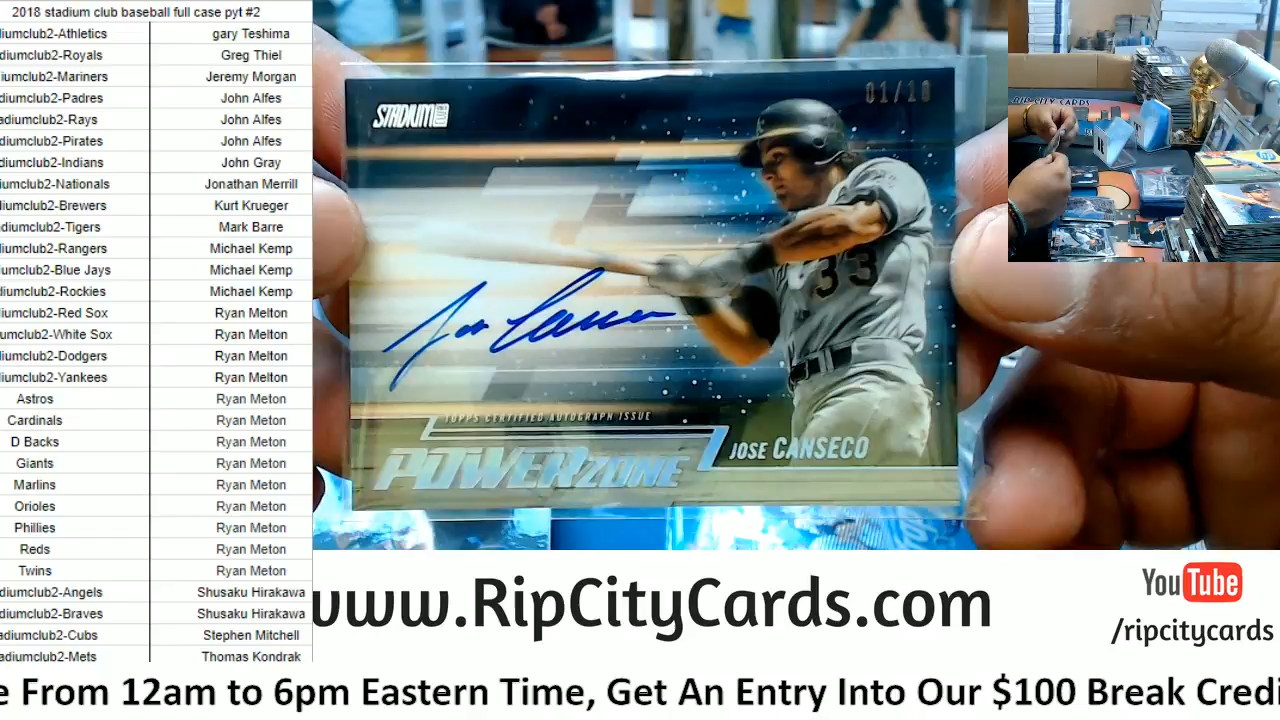 2018 stadium club baseball full case pyt #2
diumclub2-Athletics gary Teshima
diumclub2-Royals Greg Thiel
iumclub2-Mariners Jeremy Morgan
diumclub2-Padres John Alfes
adiumclub2-Rays John Alfes
diumclub2-Pirates John Alfes
diumclub2-Indians John Gray
iumclub2-Nationals Jonathan Merrill
diumclub2-Brewers Kurt Krueger
diumclub2-Tigers Mark Barre
diumclub2-Rangers Michael Kemp
iumclub2-Blue Jays Michael Kemp
diumclub2-Rockies Michael Kemp
iumclub2-Red Sox Ryan Melton
umclub2-White Sox Ryan Melton
iumclub2-Dodgers Ryan Melton
iumclub2-Yankees Ryan Melton
Astros Ryan Meton
Cardinals Ryan Meton
D Backs Ryan Meton
Giants Ryan Meton
Marlins Ryan Meton
Orioles Ryan Meton
Phillies Ryan Meton
Reds Ryan Meton
Twins Ryan Meton
diumclub2-Angels Shusaku Hirakawa
diumclub2-Braves Shusaku Hirakawa
adiumclub2-Cubs Stephen Mitchell
adiumclub2-Mets Thomas Kondrak
STADIUM
01/10
33
TOPPS CERTIFIED AUTOGRAPH ISSUE
POWER ZONE
JOSE CANSECO
RIP CITY CARDS
www.RipCityCards.com
YouTube
/ripcitycards
e From 12am to 6pm Eastern Time, Get An Entry Into Our $100 Break Credi